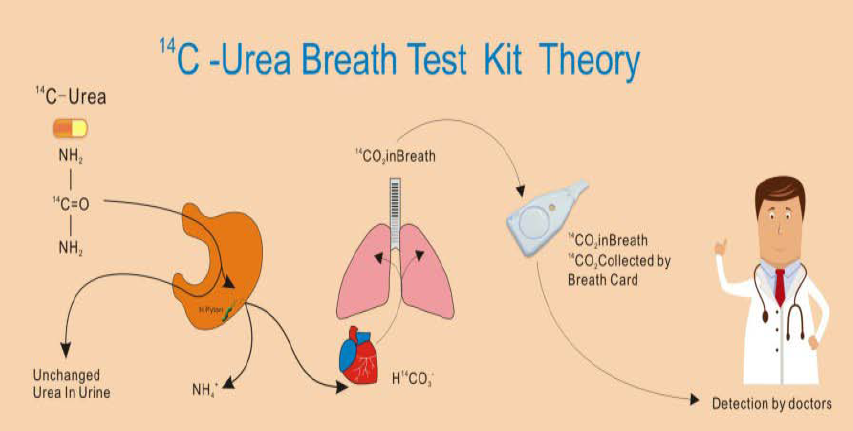 ¹⁴C -Urea Breath Test Kit Theory
¹⁴C-Urea
NH₂
¹⁴C=O
NH₂
Unchanged
Urea In Urine
H.Pylori
NH₄⁺
H¹⁴CO₃⁻
¹⁴CO₂inBreath
¹⁴CO₂inBreath
¹⁴CO₂Collected by
Breath Card
Detection by doctors